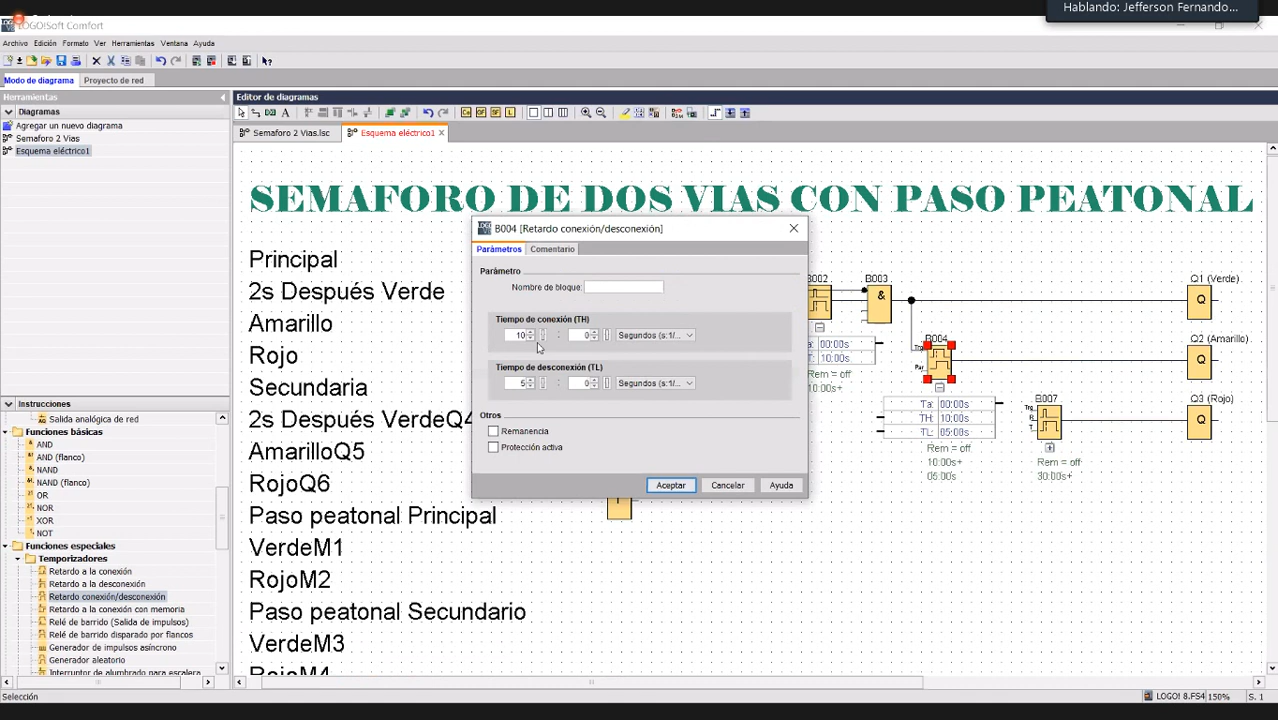 Hablando: Jefferson Fernando...
LOGO!Soft Comfort
Archivo Edición Formato Ver Herramientas Ventana Ayuda
Modo de diagrama Proyecto de red
Herramientas
Editor de diagramas
Diagramas
Agregar un nuevo diagrama
Semaforo 2 Vias
Esquema eléctrico1
Semaforo 2 Vias.lsc
Esquema eléctrico1
SEMAFORO DE DOS VIAS CON PASO PEATONAL
Principal
2s Después Verde
Amarillo
Rojo
Secundaria
2s Después VerdeQ4
AmarilloQ5
RojoQ6
Paso peatonal Principal
VerdeM1
RojoM2
Paso peatonal Secundario
VerdeM3
RojoM4
B004 [Retardo conexión/desconexión]
Parámetros Comentario
Parámetro
Nombre de bloque:
Tiempo de conexión (TH)
10 : 0 Segundos (s:1/...
Tiempo de desconexión (TL)
5 : 0 Segundos (s:1/...
Otros
Remanencia
Protección activa
Aceptar Cancelar Ayuda
B002 B003 Q1 (Verde)
& Q
B004 Q2 (Amarillo)
Trg
Par
Q
00:00s
10:00s
Rem = off
10:00s+
Ta: 00:00s
TH: 10:00s
TL: 05:00s
Rem = off
10:00s+
05:00s
B007
Trg
R
Rem = off
30:00s+
Q3 (Rojo)
Q
Instrucciones
Salida analógica de red
Funciones básicas
AND
AND (flanco)
NAND
NAND (flanco)
OR
NOR
XOR
NOT
Funciones especiales
Temporizadores
Retardo a la conexión
Retardo a la desconexión
Retardo conexión/desconexión
Retardo a la conexión con memoria
Relé de barrido (Salida de impulsos)
Relé de barrido disparado por flancos
Generador de impulsos asíncrono
Generador aleatorio
Interruptor de alumbrado para escalera
Selección
LOGO! 8.FS4 150%
S. 1